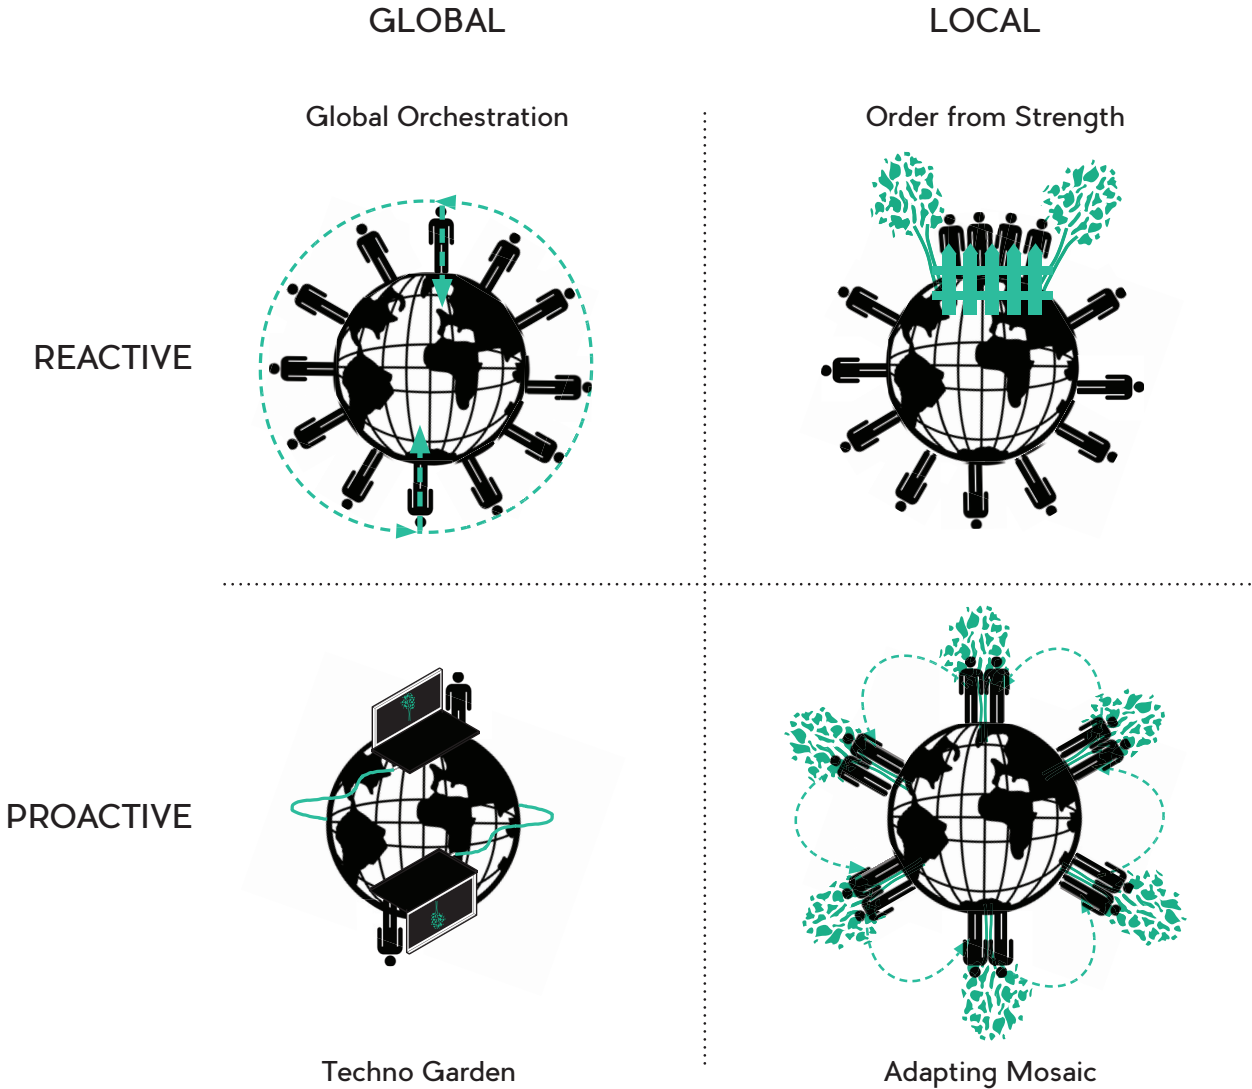 GLOBAL
LOCAL
Global Orchestration
Order from Strength
REACTIVE
PROACTIVE
Techno Garden
Adapting Mosaic